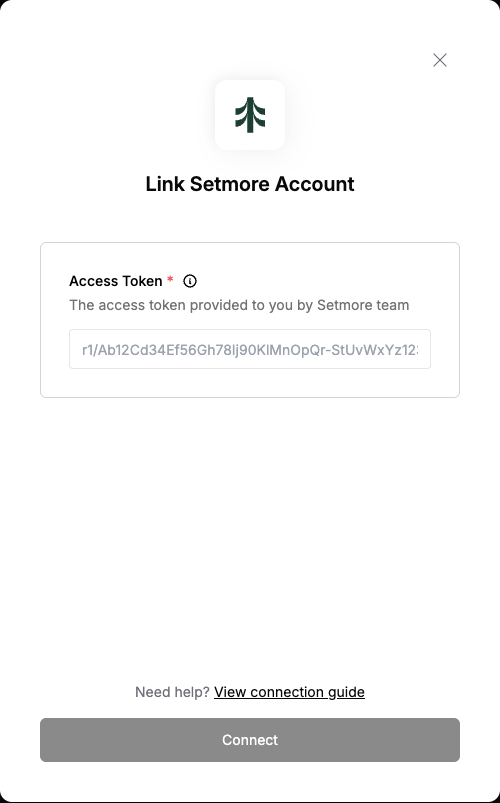 Link Setmore Account
Access Token *
The access token provided to you by Setmore team
r1/Ab12Cd34Ef56Gh78Ij90KlMnOpQr-StUvWxYz12
Need help? View connection guide
Connect